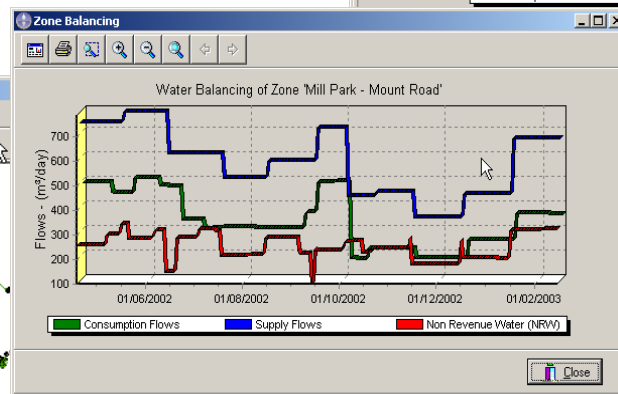 Zone Balancing
Water Balancing of Zone 'Mill Park - Mount Road'
Flows - (m³/day)
700
600
500
400
300
200
100
01/06/2002 01/08/2002 01/10/2002 01/12/2002 01/02/2003
Consumption Flows Supply Flows Non Revenue Water (NRW)
Close